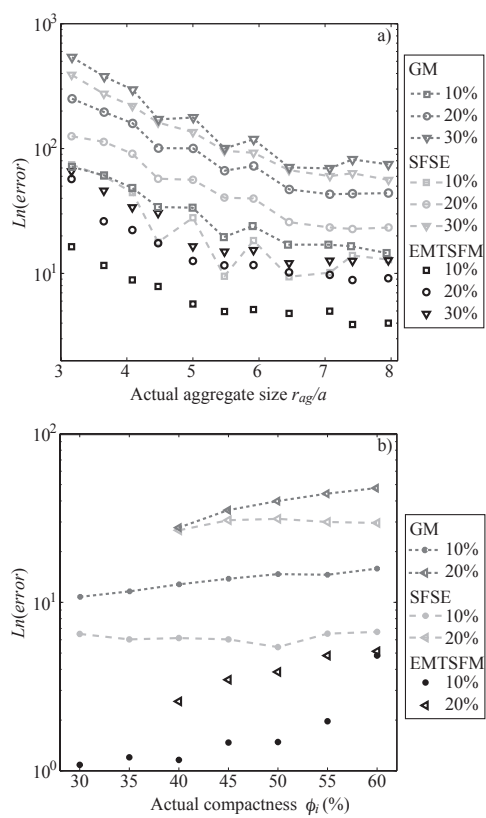 a)
10³
10²
10¹
Ln(error)
3 4 5 6 7 8
Actual aggregate size r_ag/a
GM
10%
20%
30%
SFSE
10%
20%
30%
EMTSFM
10%
20%
30%
b)
10²
10¹
10⁰
Ln(error)
30 35 40 45 50 55 60
Actual compactness ϕ_i (%)
GM
10%
20%
SFSE
10%
20%
EMTSFM
10%
20%